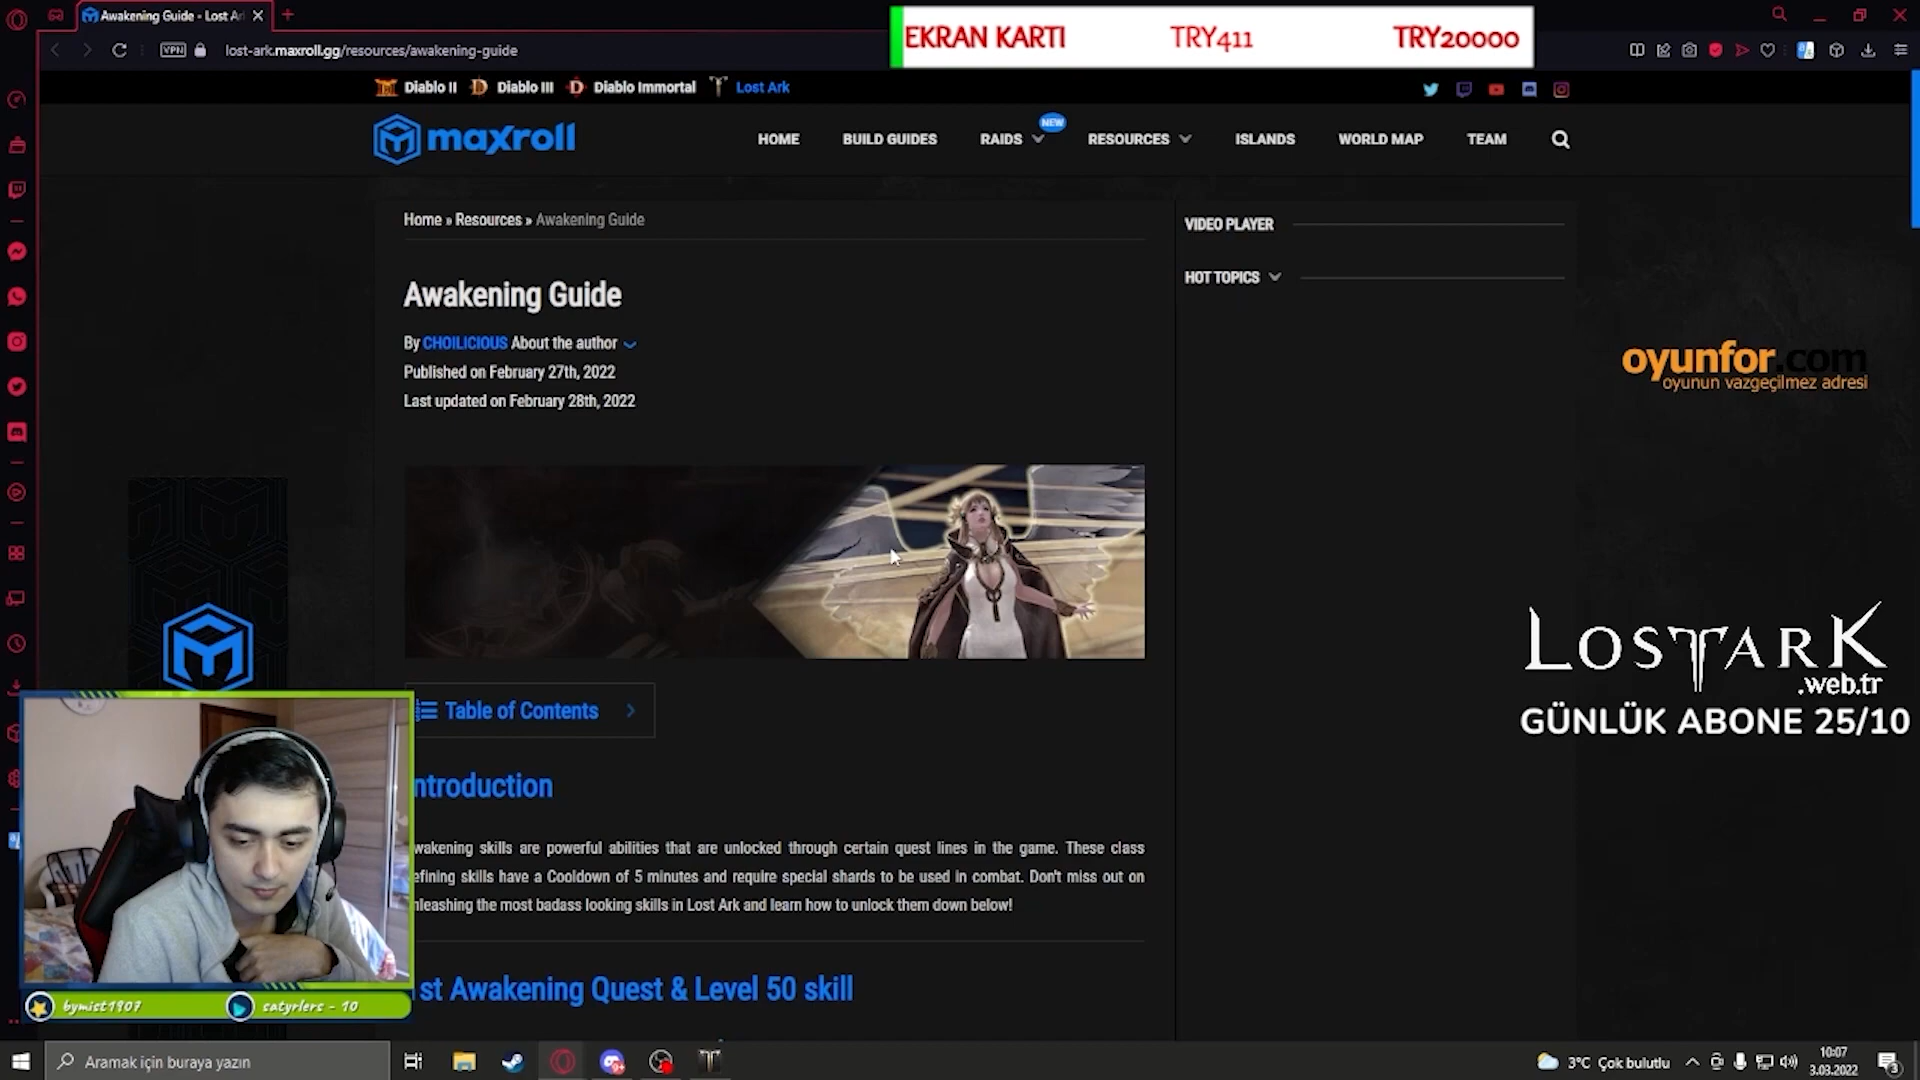 Awakening Guide - Lost Ar
EKRAN KARTI TRY411 TRY20000
VPN lost-ark.maxroll.gg/resources/awakening-guide
Diablo II Diablo III Diablo Immortal Lost Ark
maxroll
HOME BUILD GUIDES RAIDS NEW RESOURCES ISLANDS WORLD MAP TEAM
Home » Resources » Awakening Guide
VIDEO PLAYER
HOT TOPICS
Awakening Guide
By CHOILICIOUS About the author
Published on February 27th, 2022
Last updated on February 28th, 2022
oyunfor.com
oyunun vazgeçilmez adresi
LOSTARK
.web.tr
GÜNLÜK ABONE 25/10
Table of Contents
ntroduction
wakening skills are powerful abilities that are unlocked through certain quest lines in the game. These class
efining skills have a Cooldown of 5 minutes and require special shards to be used in combat. Don't miss out on
nleashing the most badass looking skills in Lost Ark and learn how to unlock them down below!
st Awakening Quest & Level 50 skill
bymist1907 satyrlers - 10
Aramak için buraya yazın
3°C Çok bulutlu
10:07
3.03.2022
3